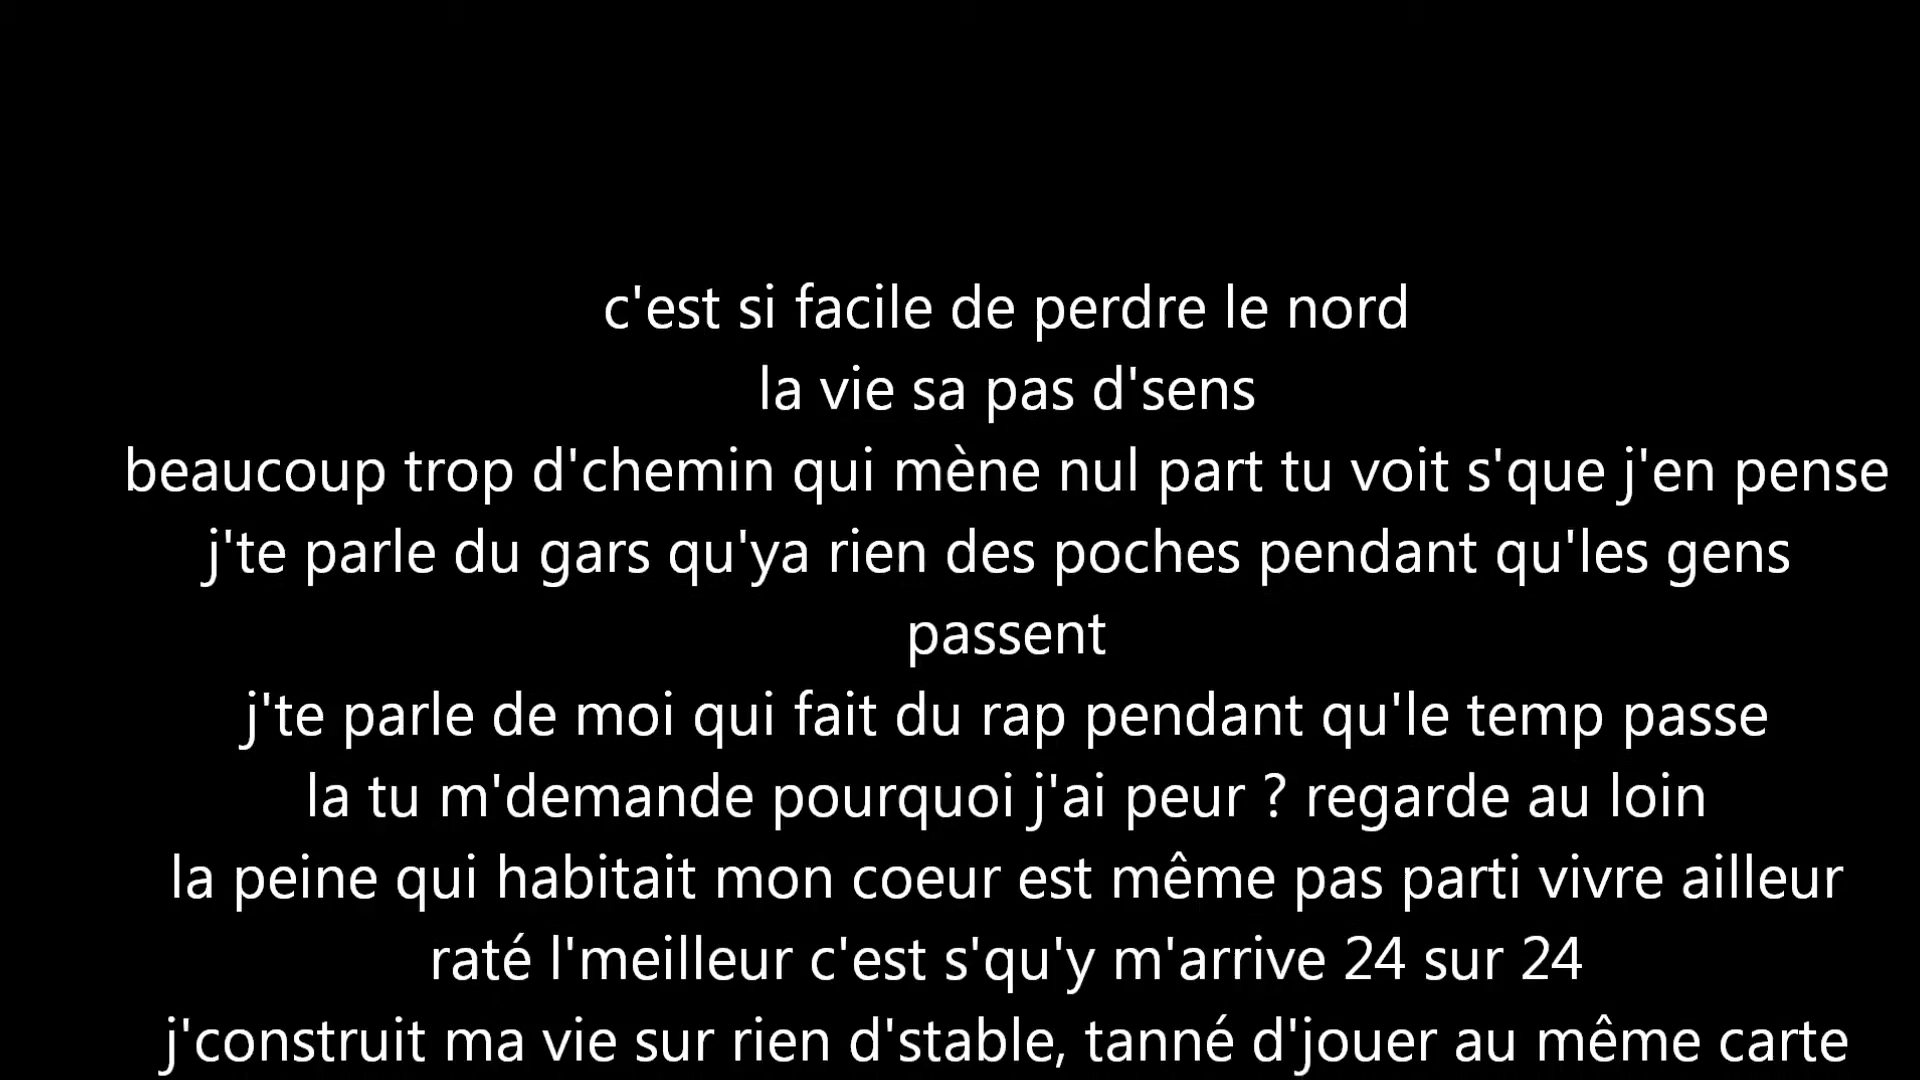 c'est si facile de perdre le nord
la vie sa pas d'sens
beaucoup trop d'chemin qui mène nul part tu voit s'que j'en pense
j'te parle du gars qu'ya rien des poches pendant qu'les gens
passent
j'te parle de moi qui fait du rap pendant qu'le temp passe
la tu m'demande pourquoi j'ai peur ? regarde au loin
la peine qui habitait mon coeur est même pas parti vivre ailleur
raté l'meilleur c'est s'qu'y m'arrive 24 sur 24
j'construit ma vie sur rien d'stable, tanné d'jouer au même carte